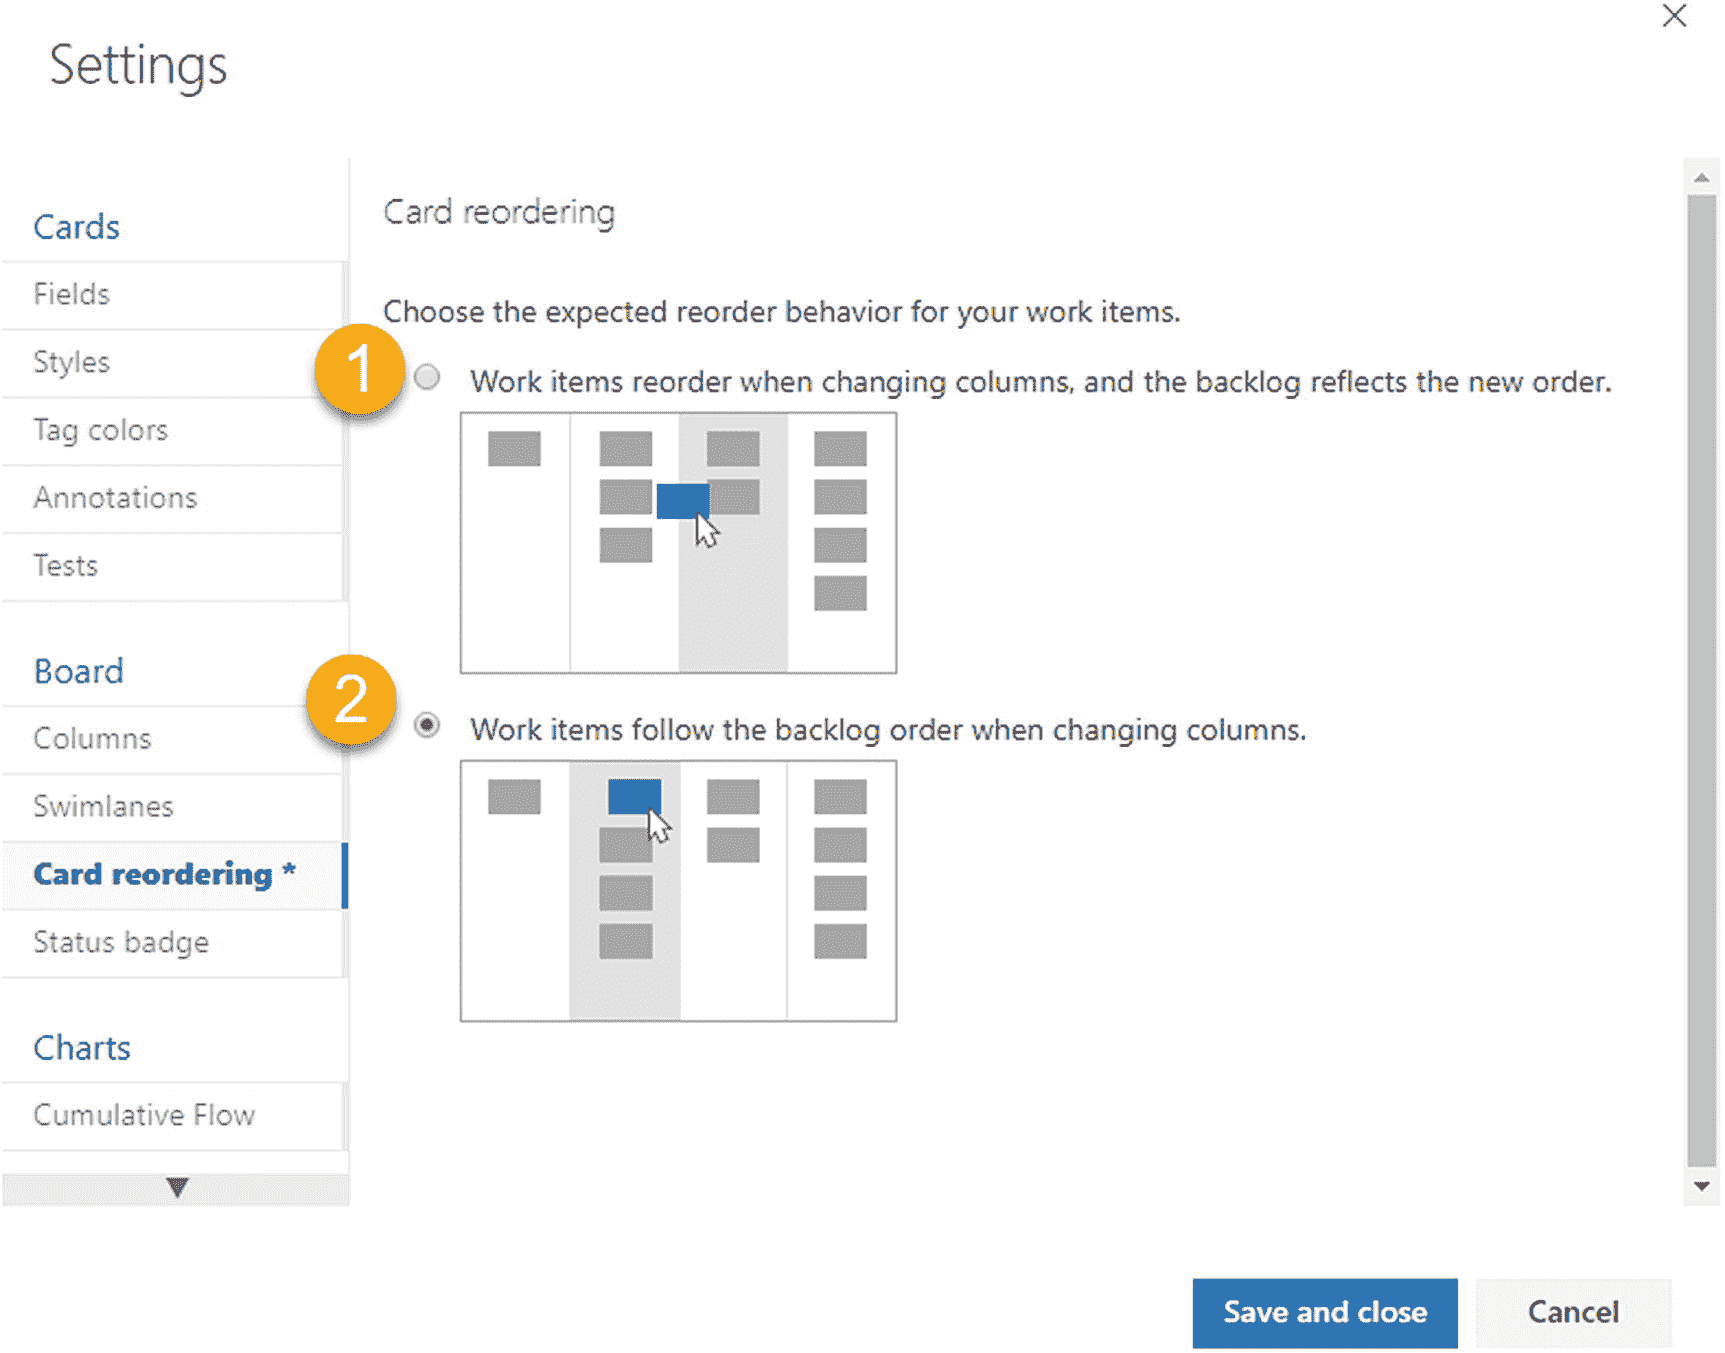 Settings
Cards
Fields
Styles
Tag colors
Annotations
Tests
Board
Columns
Swimlanes
Card reordering *
Status badge
Charts
Cumulative Flow
Card reordering
Choose the expected reorder behavior for your work items.
1
Work items reorder when changing columns, and the backlog reflects the new order.
2
Work items follow the backlog order when changing columns.
Save and close
Cancel